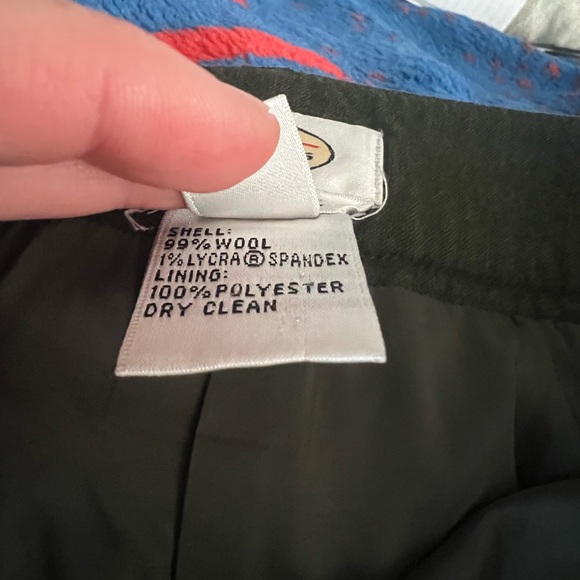 SHELL:
99% WOOL
1% LYCRA® SPANDEX
LINING:
100% POLYESTER
DRY CLEAN